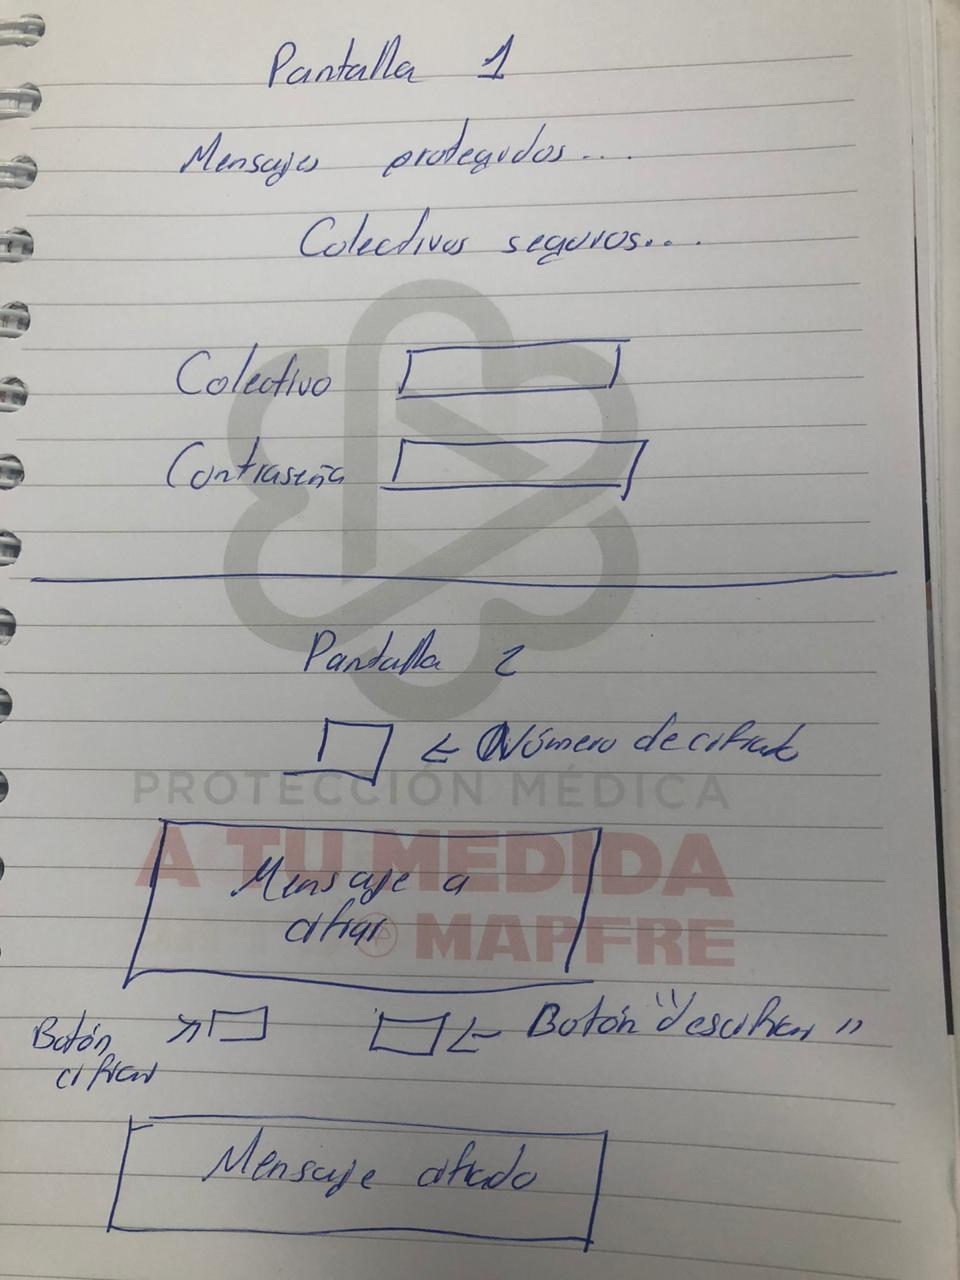 Pantalla 1
Mensajes protegidos...
Colectivos seguros...
Colectivo
Contraseña
Pantalla 2
← Número de cifrado
PROTECCIÓN MÉDICA
A TU MEDIDA
MAPFRE
Mensaje a
cifrar
Botón
cifrar
← Botón "descifrar"
Mensaje cifrado